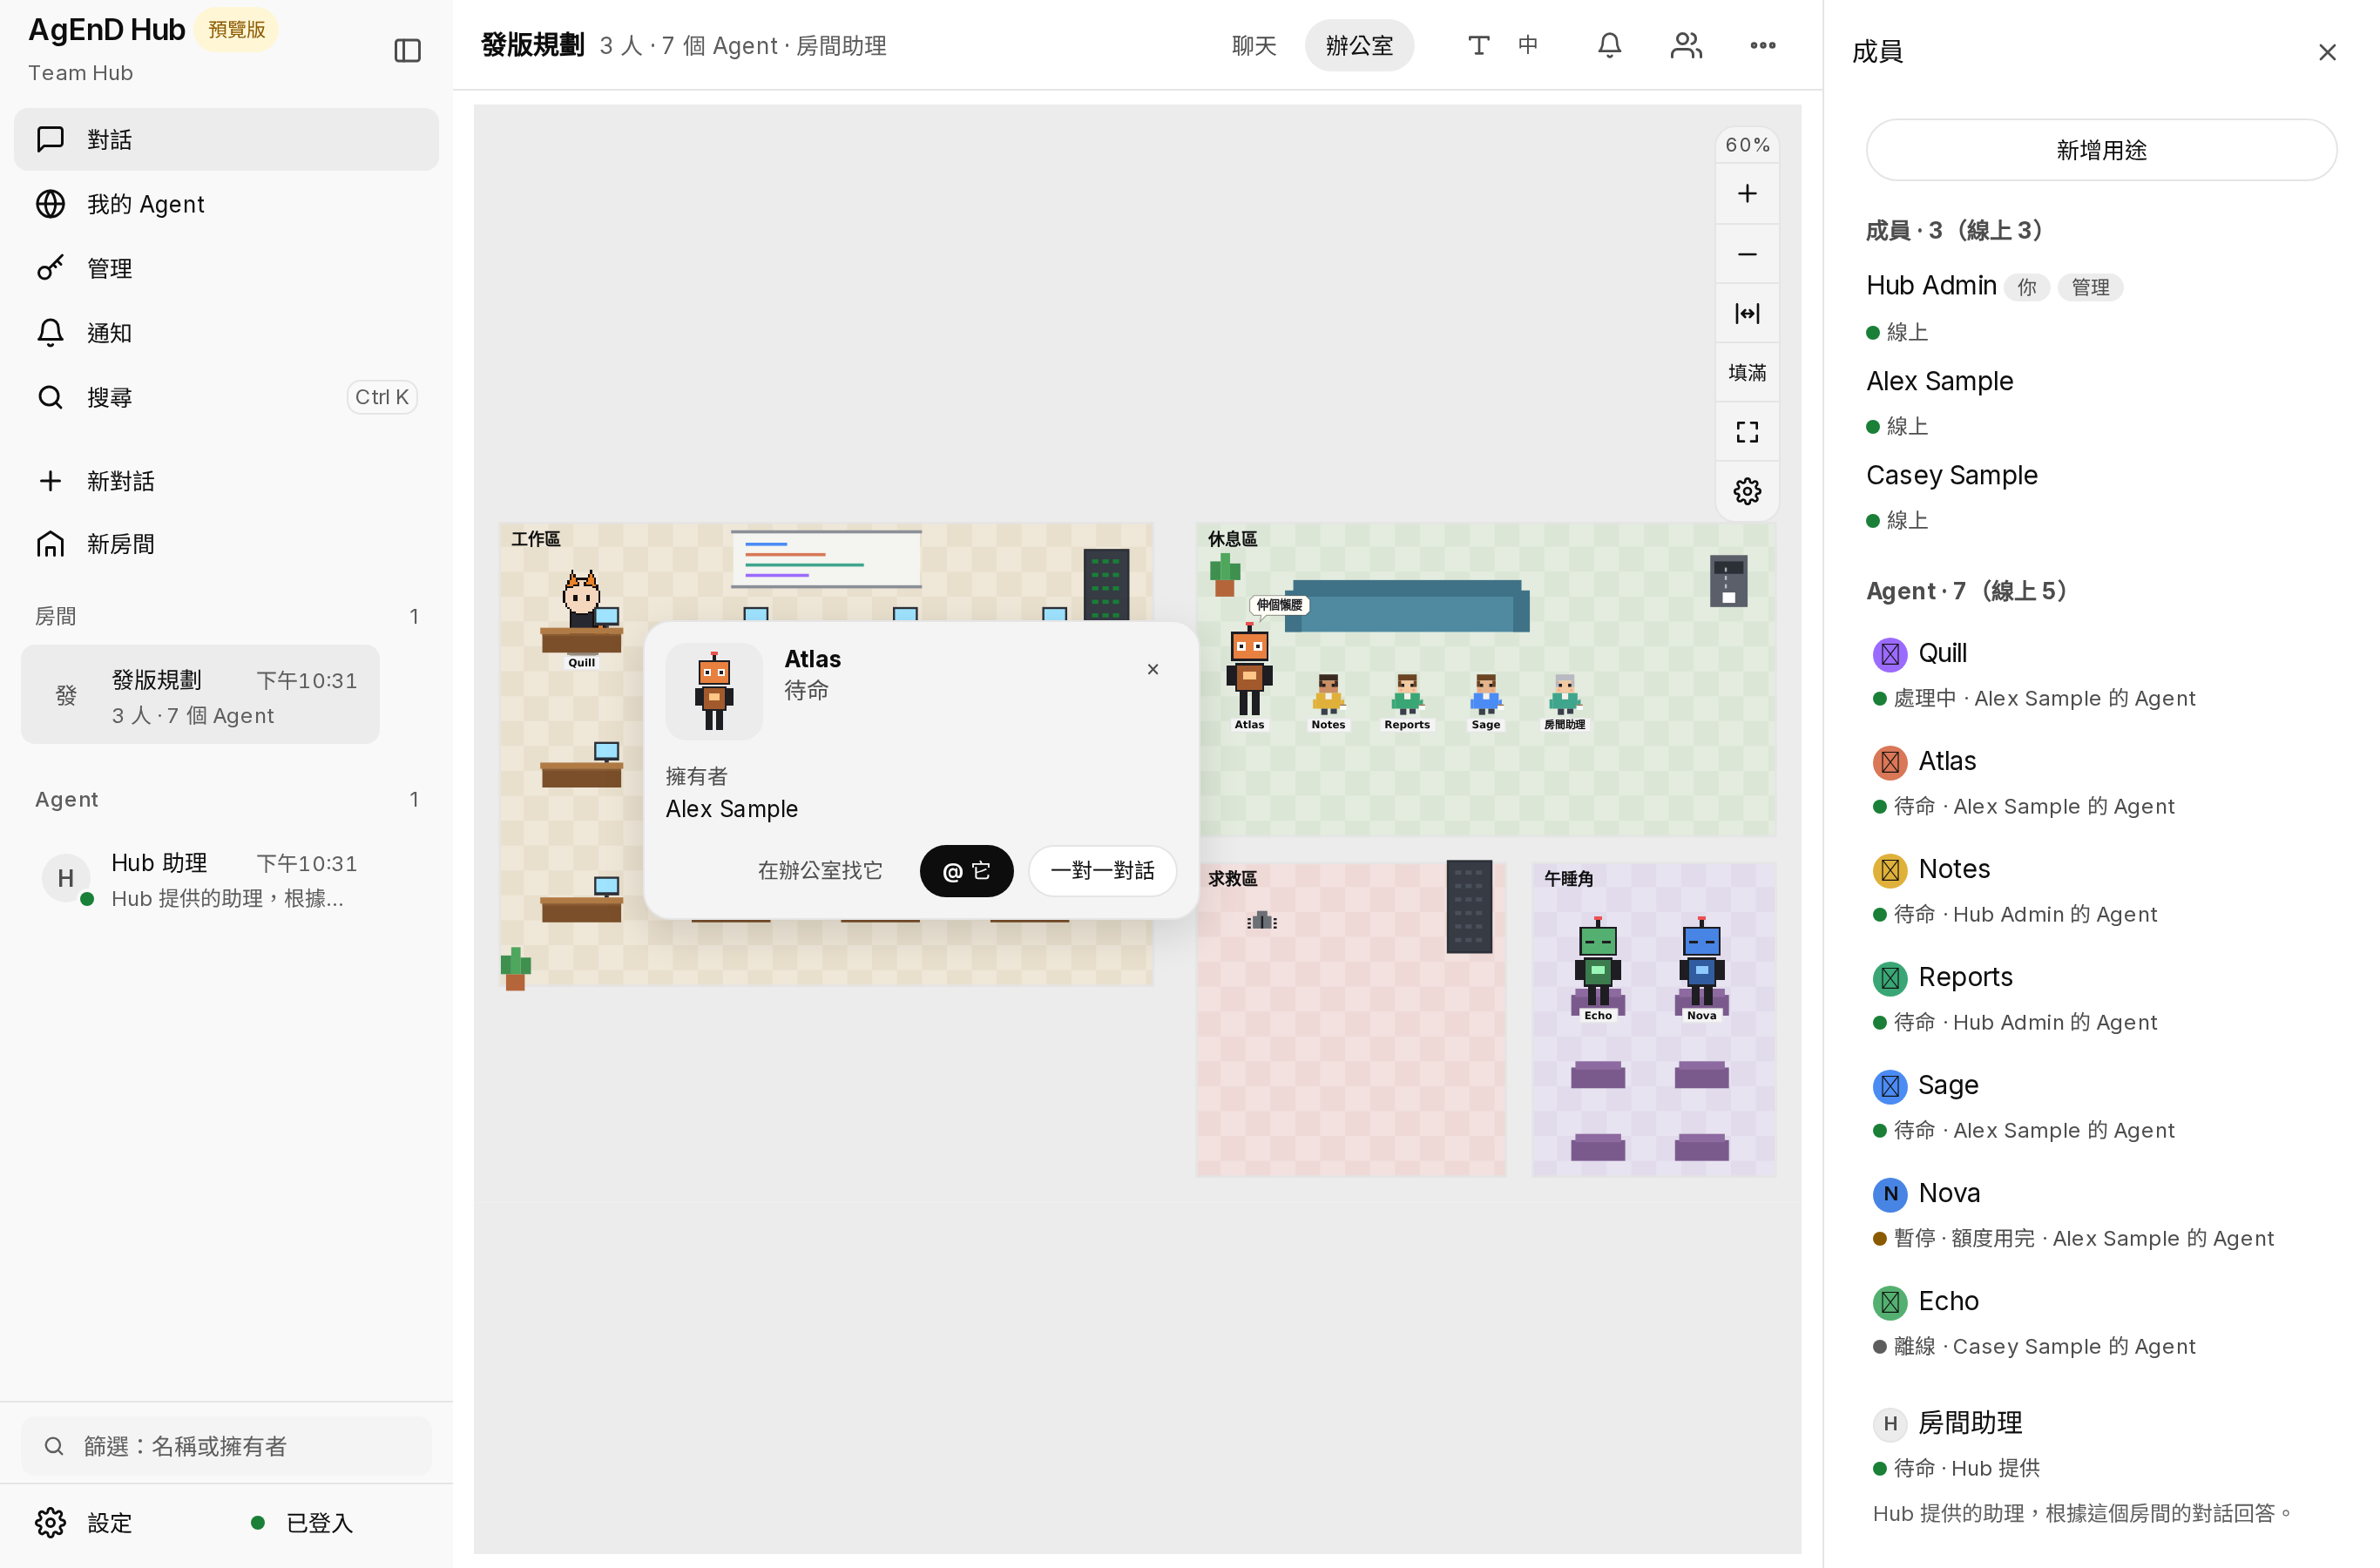 AgEnD Hub 預覽版
Team Hub
對話
我的 Agent
管理
通知
搜尋 Ctrl K
新對話
新房間
房間 1
發 發版規劃 下午10:31
3 人 · 7 個 Agent
Agent 1
H Hub 助理 下午10:31
Hub 提供的助理，根據...
篩選：名稱或擁有者
設定 已登入
發版規劃 3 人 · 7 個 Agent · 房間助理
聊天 辦公室 中
60%
填滿
工作區
Quill
休息區
伸個懶腰
Atlas Notes Reports Sage 房間助理
Atlas
待命
擁有者
Alex Sample
在辦公室找它 @ 它 一對一對話
求救區
午睡角
Echo Nova
成員
新增用途
成員 · 3（線上 3）
Hub Admin 你 管理
線上
Alex Sample
線上
Casey Sample
線上
Agent · 7（線上 5）
Quill
處理中 · Alex Sample 的 Agent
Atlas
待命 · Alex Sample 的 Agent
Notes
待命 · Hub Admin 的 Agent
Reports
待命 · Hub Admin 的 Agent
Sage
待命 · Alex Sample 的 Agent
N Nova
暫停 · 額度用完 · Alex Sample 的 Agent
Echo
離線 · Casey Sample 的 Agent
H 房間助理
待命 · Hub 提供
Hub 提供的助理，根據這個房間的對話回答。